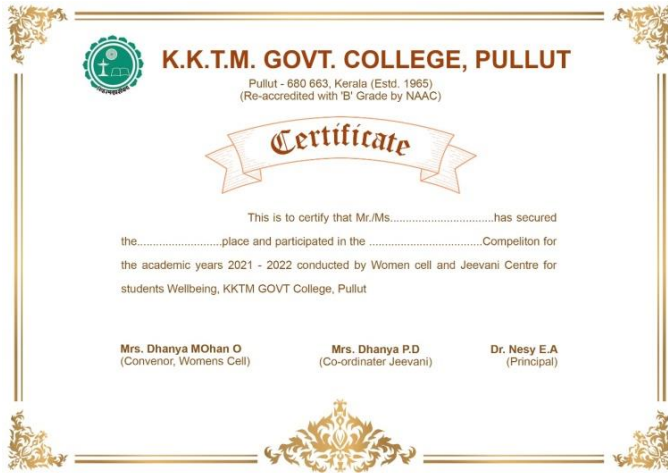 K.K.T.M. GOVT. COLLEGE, PULLUT
Pullut - 680 663, Kerala (Estd. 1965)
(Re-accredited with 'B' Grade by NAAC)
Certificate
This is to certify that Mr./Ms..................................has secured
the............................place and participated in the .....................................Compeliton for
the academic years 2021 - 2022 conducted by Women cell and Jeevani Centre for
students Wellbeing, KKTM GOVT College, Pullut
Mrs. Dhanya MOhan O
(Convenor, Womens Cell)
Mrs. Dhanya P.D
(Co-ordinater Jeevani)
Dr. Nesy E.A
(Principal)